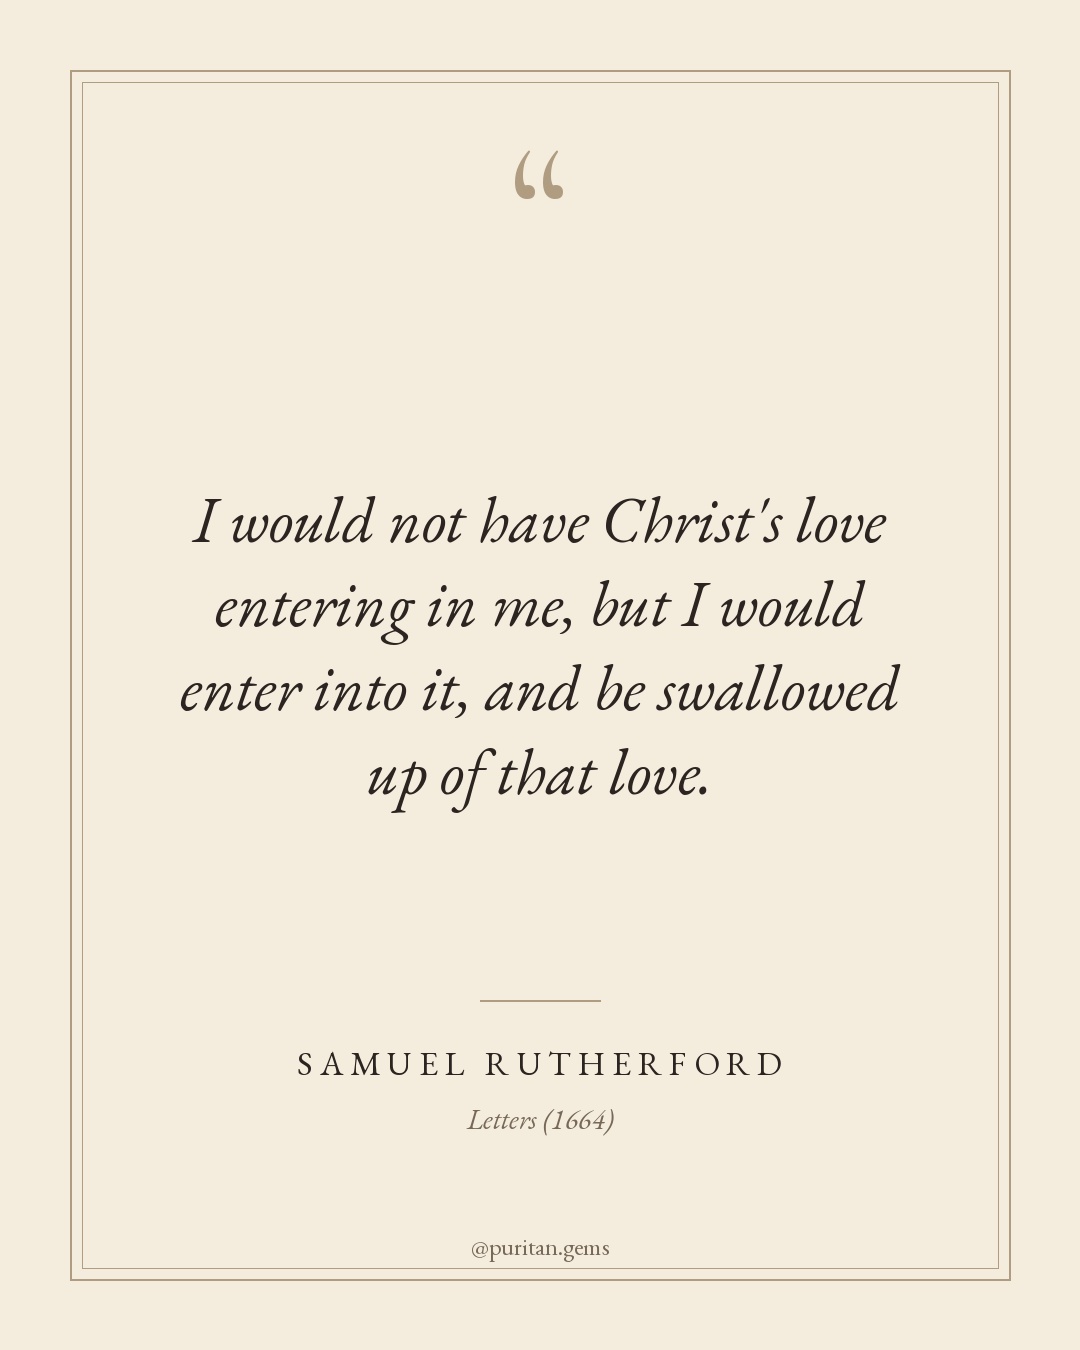 “
I would not have Christ's love
entering in me, but I would
enter into it, and be swallowed
up of that love.
SAMUEL RUTHERFORD
Letters (1664)
@puritan.gems